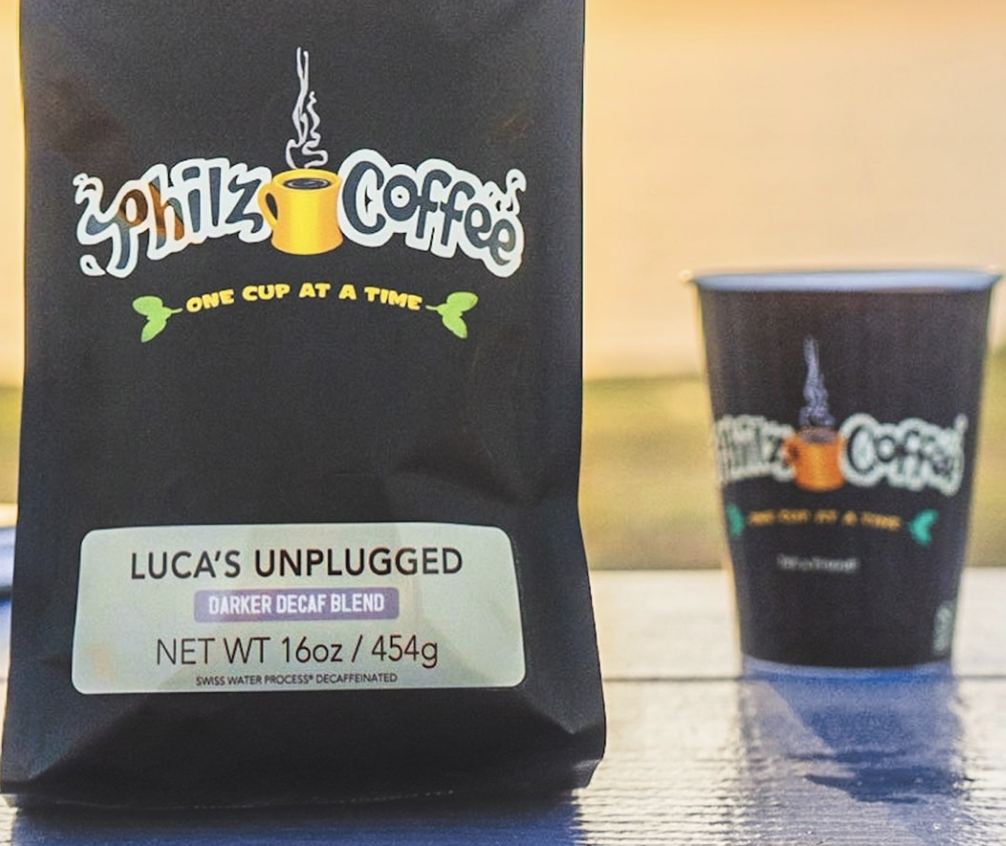 Philz Coffee
ONE CUP AT A TIME
LUCA'S UNPLUGGED
DARKER DECAF BLEND
NET WT 16oz / 454g
SWISS WATER PROCESS® DECAFFEINATED
Philz Coffee
ONE CUP AT A TIME